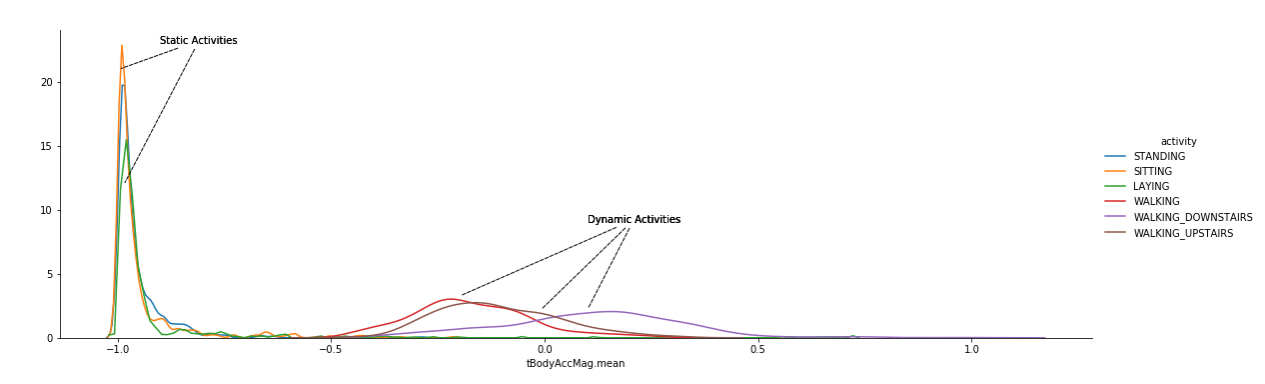 Static Activities
20
15
10
5
0
Dynamic Activities
−1.0
−0.5
0.0
0.5
1.0
tBodyAccMag.mean
activity
STANDING
SITTING
LAYING
WALKING
WALKING_DOWNSTAIRS
WALKING_UPSTAIRS